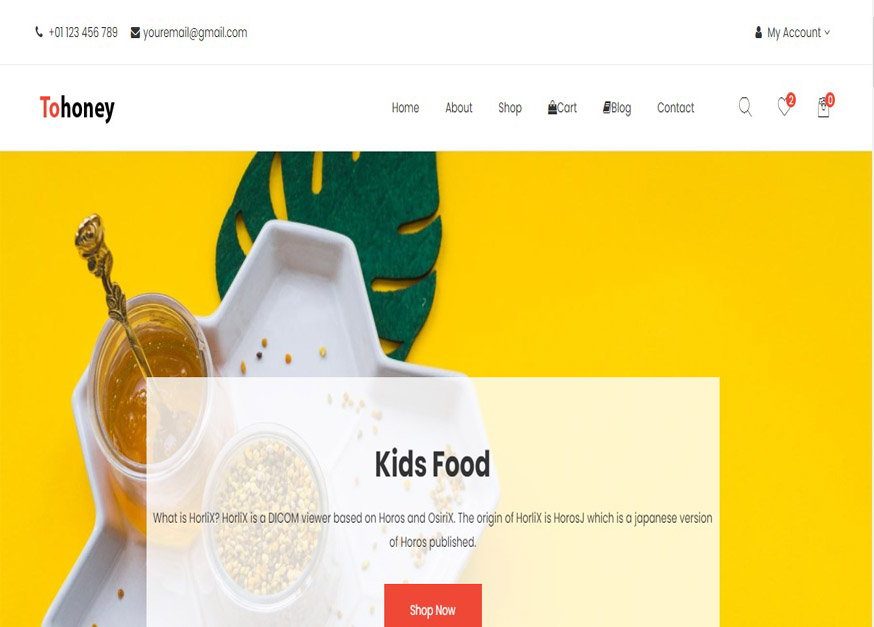 +01 123 456 789 youremail@gmail.com My Account
Tohoney Home About Shop Cart Blog Contact 2 0
Kids Food
What is HorliX? HorliX is a DICOM viewer based on Horos and OsiriX. The origin of HorliX is HorosJ which is a japanese version
of Horos published.
Shop Now